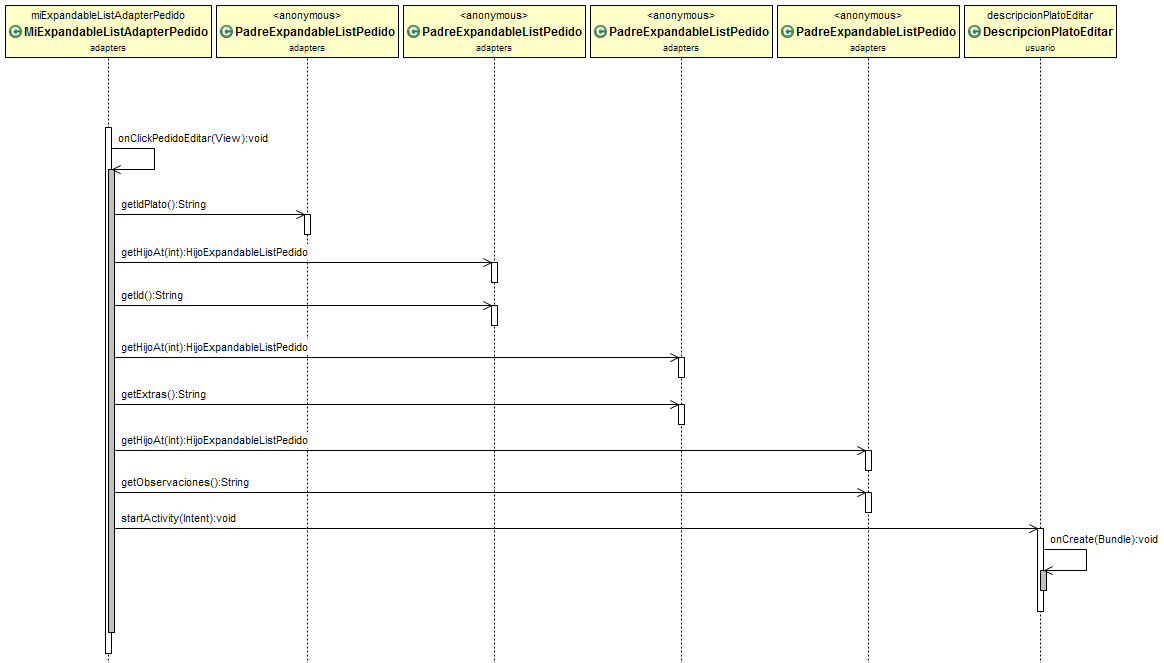 miExpandableListAdapterPedido
C MiExpandableListAdapterPedido
adapters
<anonymous>
C PadreExpandableListPedido
adapters
<anonymous>
C PadreExpandableListPedido
adapters
<anonymous>
C PadreExpandableListPedido
adapters
<anonymous>
C PadreExpandableListPedido
adapters
descripcionPlatoEditar
C DescripcionPlatoEditar
usuario
onClickPedidoEditar(View):void
getIdPlato():String
getHijoAt(int):HijoExpandableListPedido
getId():String
getHijoAt(int):HijoExpandableListPedido
getExtras():String
getHijoAt(int):HijoExpandableListPedido
getObservaciones():String
startActivity(Intent):void
onCreate(Bundle):void